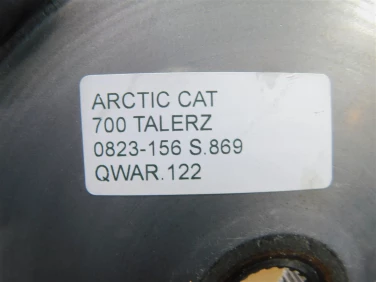 ARCTIC CAT
700 TALERZ
0823-156 S.869
QWAR.122